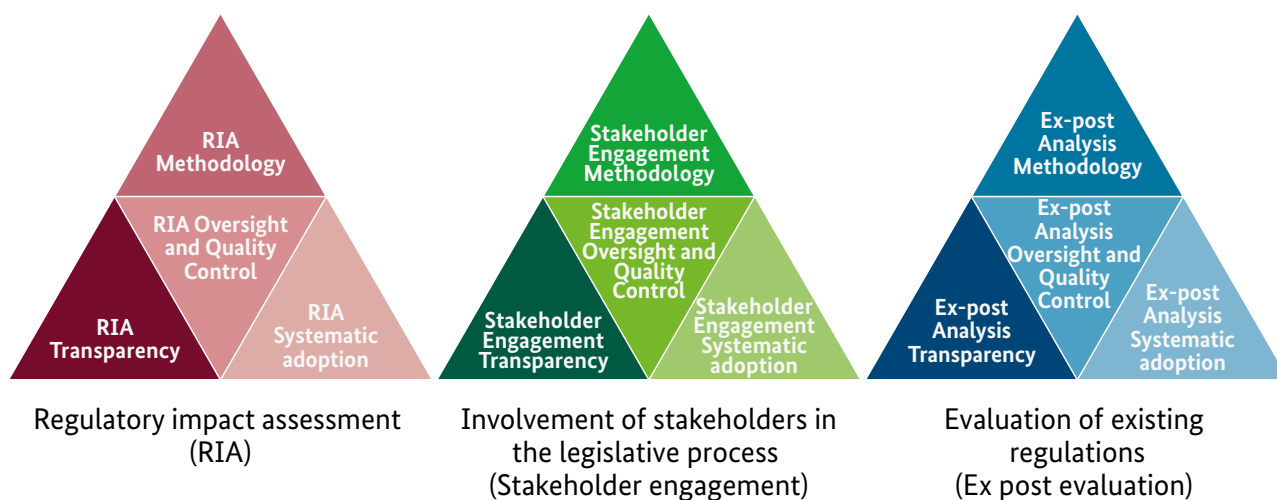 RIA
Methodology
RIA Oversight
and Quality
Control
RIA
Transparency
RIA
Systematic
adoption
Regulatory impact assessment
(RIA)
Stakeholder
Engagement
Methodology
Stakeholder
Engagement
Oversight and
Quality
Control
Stakeholder
Engagement
Transparency
Stakeholder
Engagement
Systematic
adoption
Involvement of stakeholders in
the legislative process
(Stakeholder engagement)
Ex-post
Analysis
Methodology
Ex-post
Analysis
Oversight and
Quality
Control
Ex-post
Analysis
Transparency
Ex-post
Analysis
Systematic
adoption
Evaluation of existing
regulations
(Ex post evaluation)